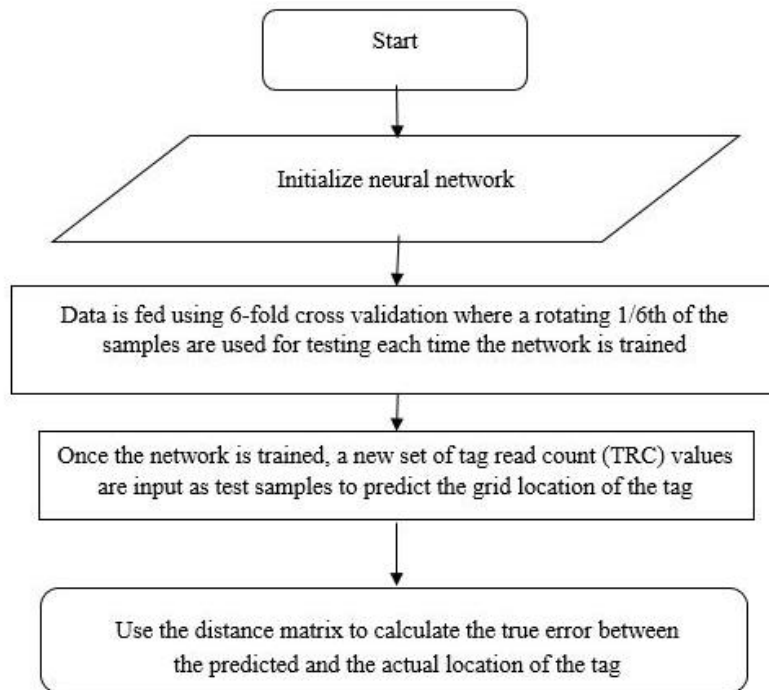 Start
Initialize neural network
Data is fed using 6-fold cross validation where a rotating 1/6th of the
samples are used for testing each time the network is trained
Once the network is trained, a new set of tag read count (TRC) values
are input as test samples to predict the grid location of the tag
Use the distance matrix to calculate the true error between
the predicted and the actual location of the tag